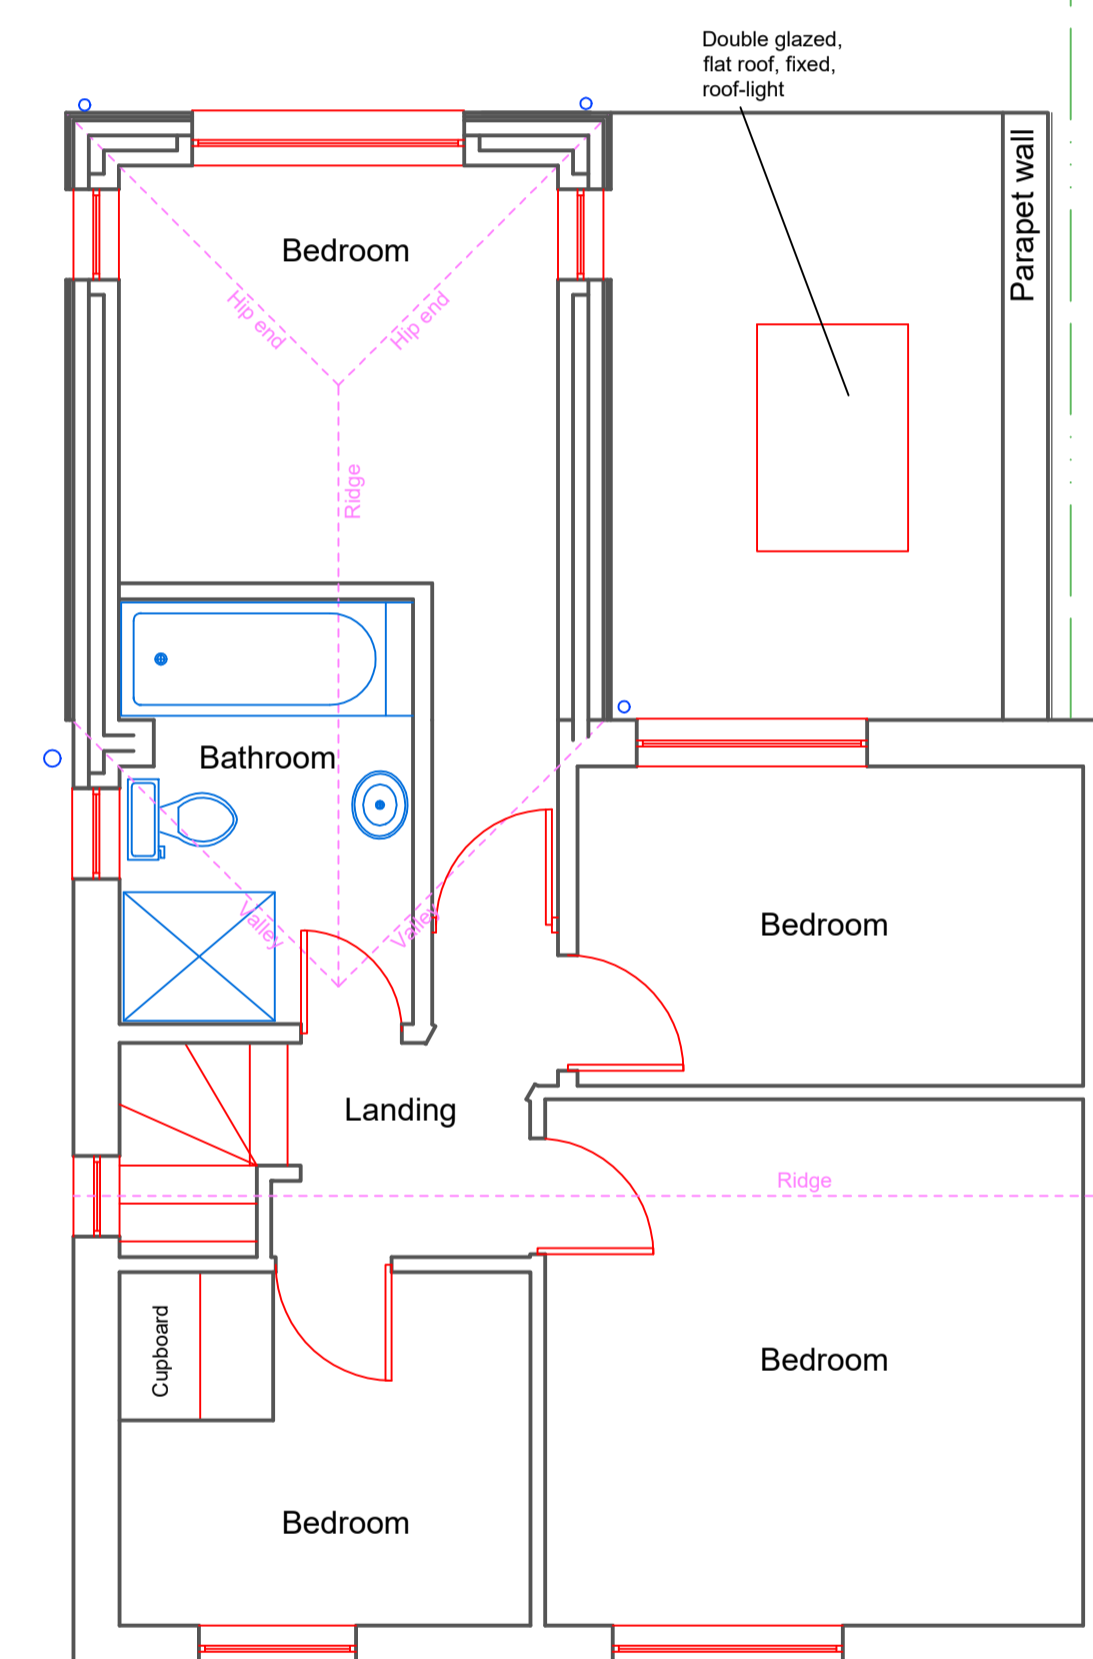 Double glazed,
flat roof, fixed,
roof-light
Parapet wall
Bedroom
Hip end
Hip end
Ridge
Bathroom
Valley
Valley
Bedroom
Landing
Ridge
Cupboard
Bedroom
Bedroom